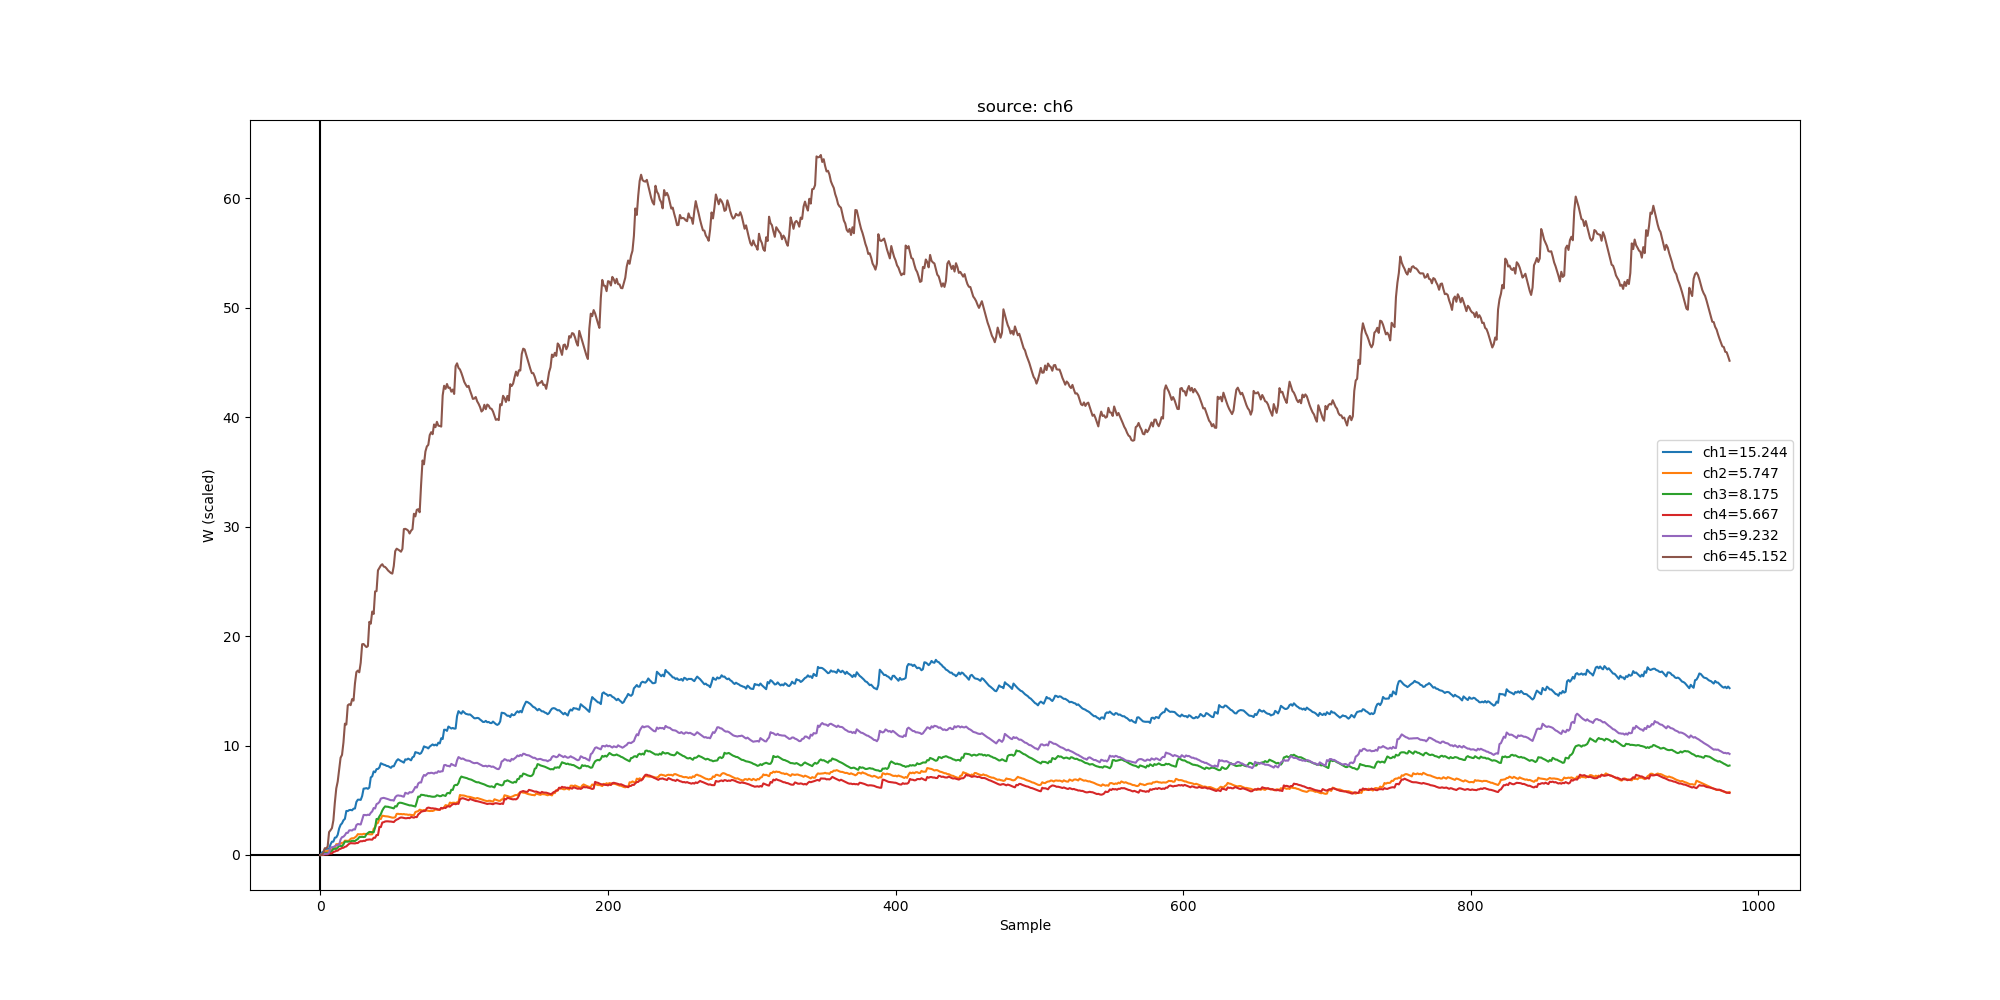 source: ch6
W (scaled)
60
50
40
30
20
10
0
ch1=15.244
ch2=5.747
ch3=8.175
ch4=5.667
ch5=9.232
ch6=45.152
0 200 400 600 800 1000
Sample